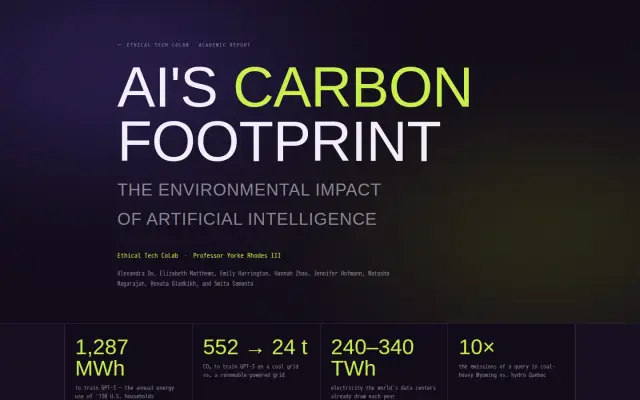 ← ETHICAL TECH COLAB · ACADEMIC REPORT
AI'S CARBON
FOOTPRINT
THE ENVIRONMENTAL IMPACT
OF ARTIFICIAL INTELLIGENCE
Ethical Tech Colab · Professor Yorke Rhodes III
Alexandra Do, Elizabeth Matthews, Emily Harrington, Hannah Zhao, Jennifer Hofmann, Natasha
Nagarajan, Renata Gladkikh, and Smita Samanta
1,287
MWh
to train GPT-3 — the annual energy
use of ~130 U.S. households
552 → 24 t
CO₂ to train GPT-3 on a coal grid
vs. a renewable-powered grid
240–340
TWh
electricity the world's data centers
already draw each year
10×
the emissions of a query in coal-
heavy Wyoming vs. hydro Quebec